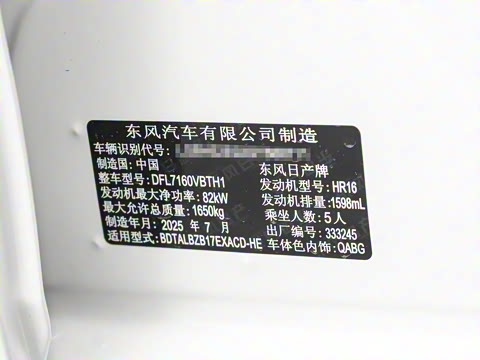 东风汽车有限公司制造
车辆识别代号:
制造国:中国 东风日产牌
整车型号:DFL7160VBTH1 发动机型号:HR16
发动机最大净功率:82kW 发动机排量:1598mL
最大允许总质量:1650kg 乘坐人数:5人
制造年月:2025 年 7 月 出厂编号:333245
适用型式:BDTALBZB17EXACD-HE 车体色内饰:QABG